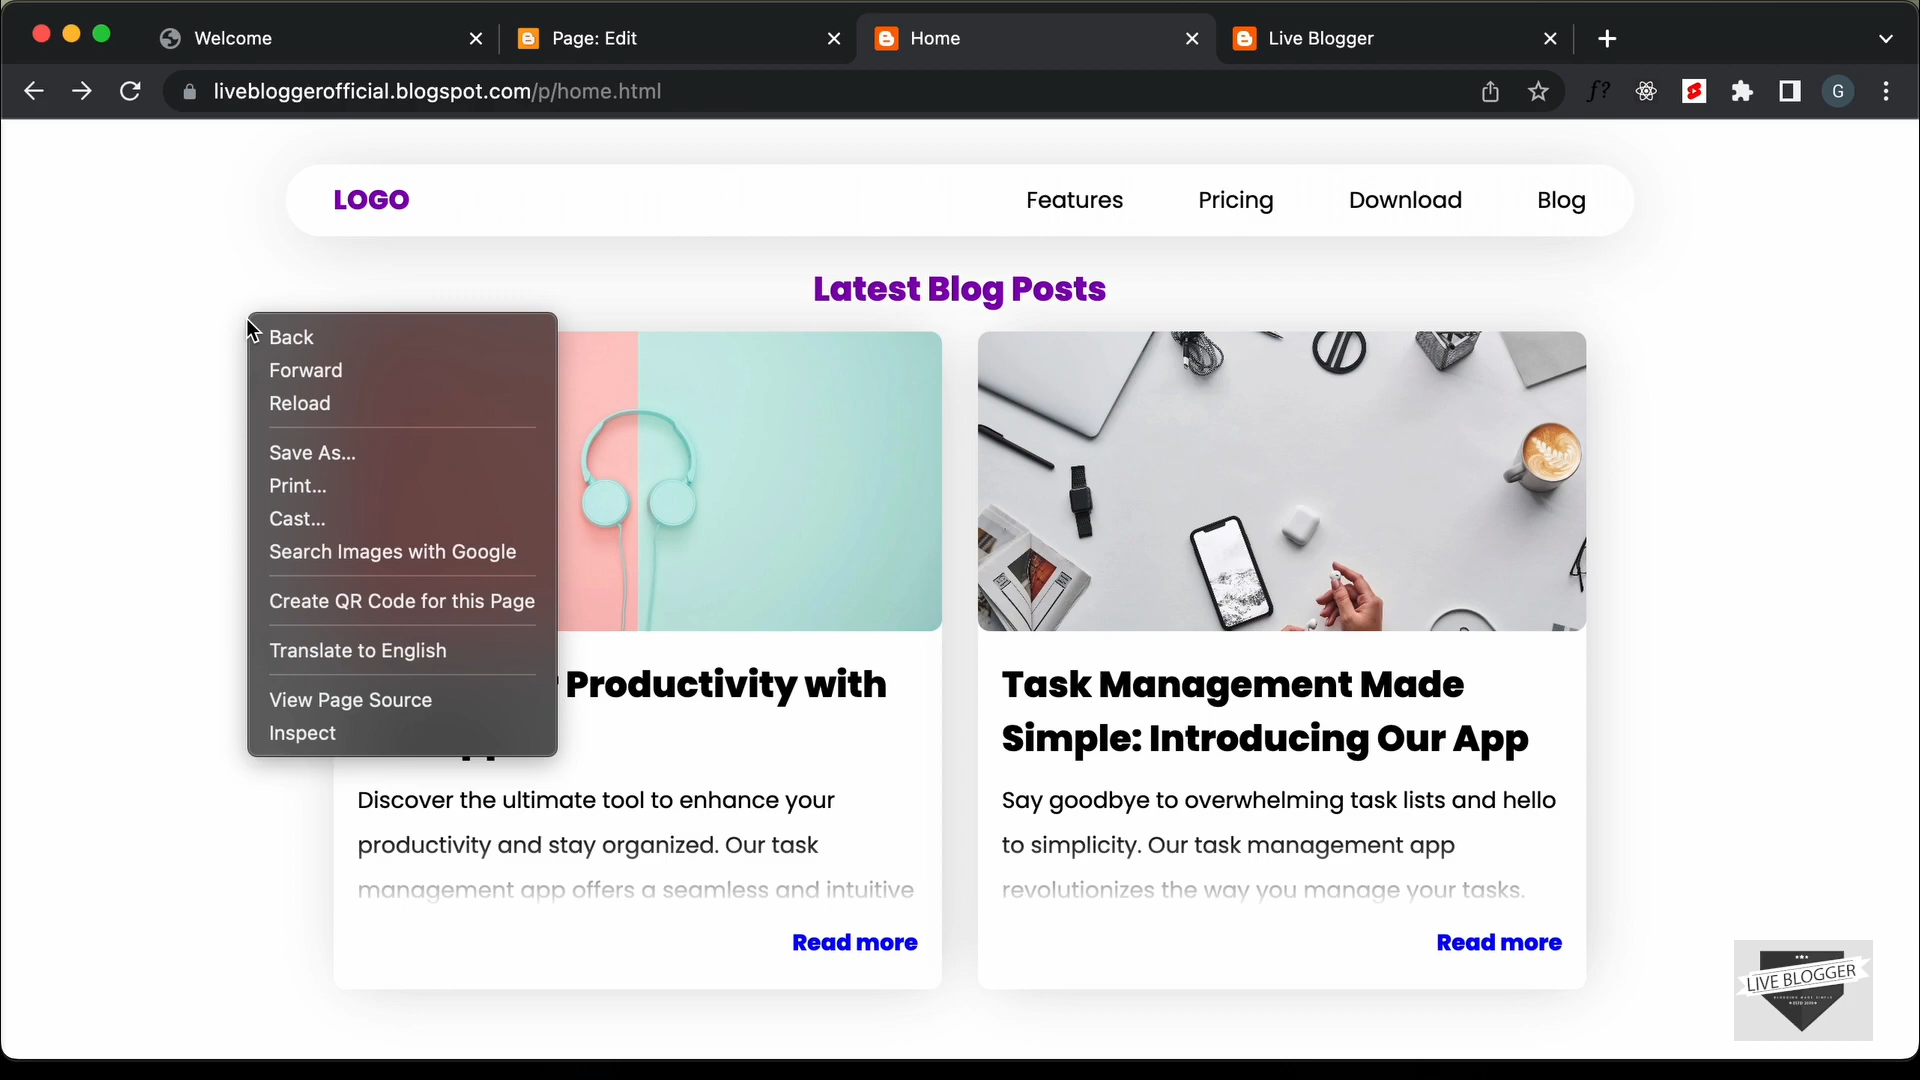 Welcome
Page: Edit
Home
Live Blogger
livebloggerofficial.blogspot.com/p/home.html
f?
G
LOGO
Features
Pricing
Download
Blog
Latest Blog Posts
Back
Forward
Reload
Save As...
Print...
Cast...
Search Images with Google
Create QR Code for this Page
Translate to English
View Page Source
Inspect
Productivity with
Discover the ultimate tool to enhance your
productivity and stay organized. Our task
management app offers a seamless and intuitive
Read more
Task Management Made
Simple: Introducing Our App
Say goodbye to overwhelming task lists and hello
to simplicity. Our task management app
revolutionizes the way you manage your tasks.
Read more
LIVE BLOGGER